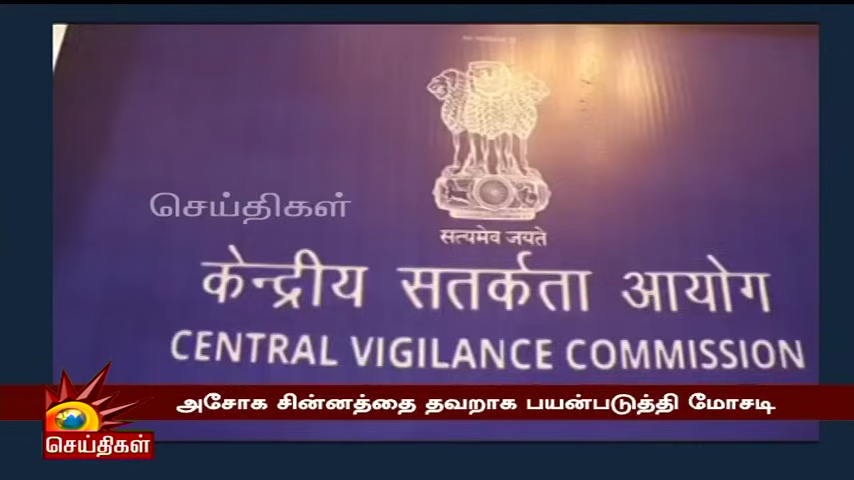 செய்திகள்
सत्यमेव जयते
केन्द्रीय सतर्कता आयोग
CENTRAL VIGILANCE COMMISSION
அசோக சின்னத்தை தவறாக பயன்படுத்தி மோசடி
செய்திகள்